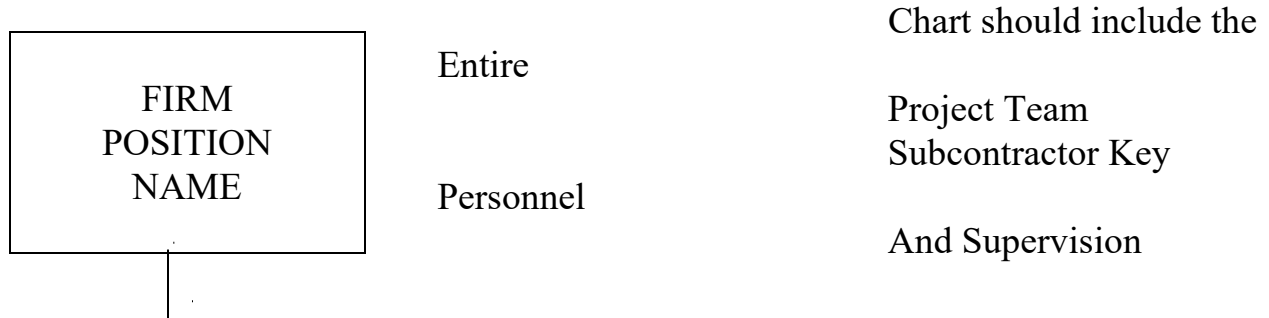 FIRM
POSITION
NAME
Chart should include the
Entire
Project Team
Subcontractor Key
Personnel
And Supervision